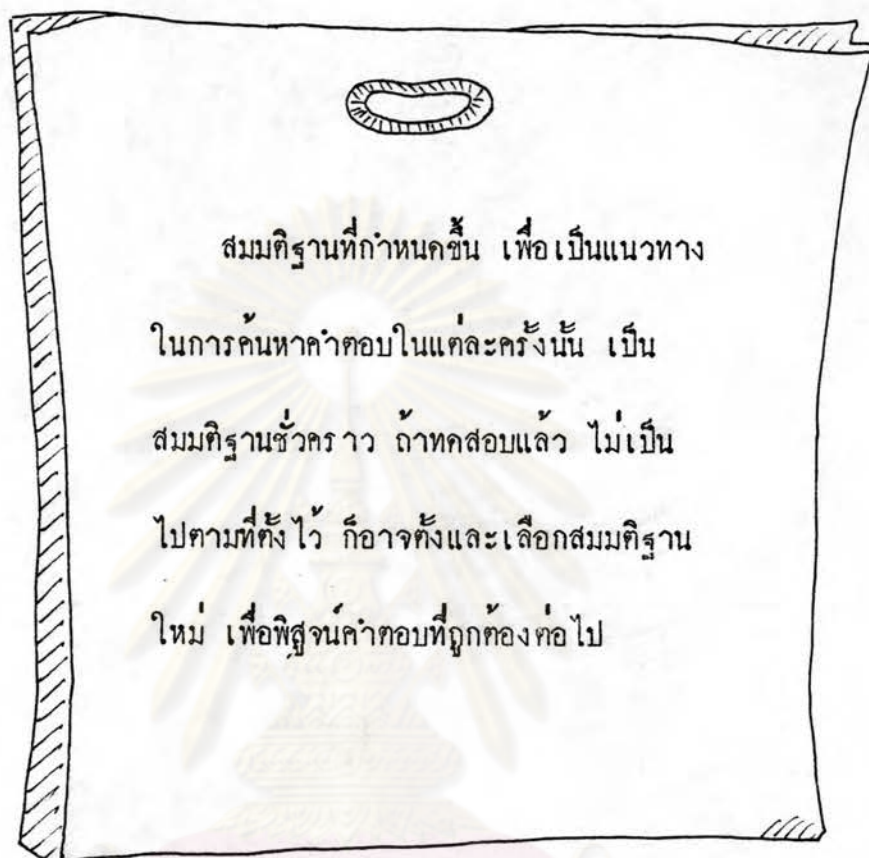 สมมติฐานที่กำหนดขึ้น เพื่อเป็นแนวทาง
ในการค้นหาคำตอบในแต่ละครั้งนั้น เป็น
สมมติฐานชั่วคราว ถ้าทดสอบแล้ว ไม่เป็น
ไปตามที่ตั้งไว้ ก็อาจตั้งและเลือกสมมติฐาน
ใหม่ เพื่อพิสูจน์คำตอบที่ถูกต้องต่อไป